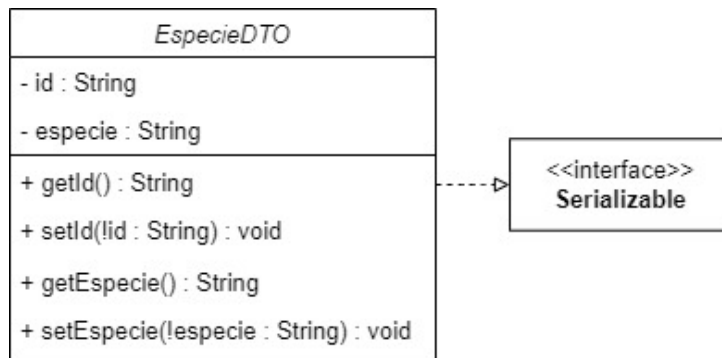 EspecieDTO
- id : String
- especie : String
+ getId() : String
+ setId(!id : String) : void
+ getEspecie() : String
+ setEspecie(!especie : String) : void
<<interface>>
Serializable